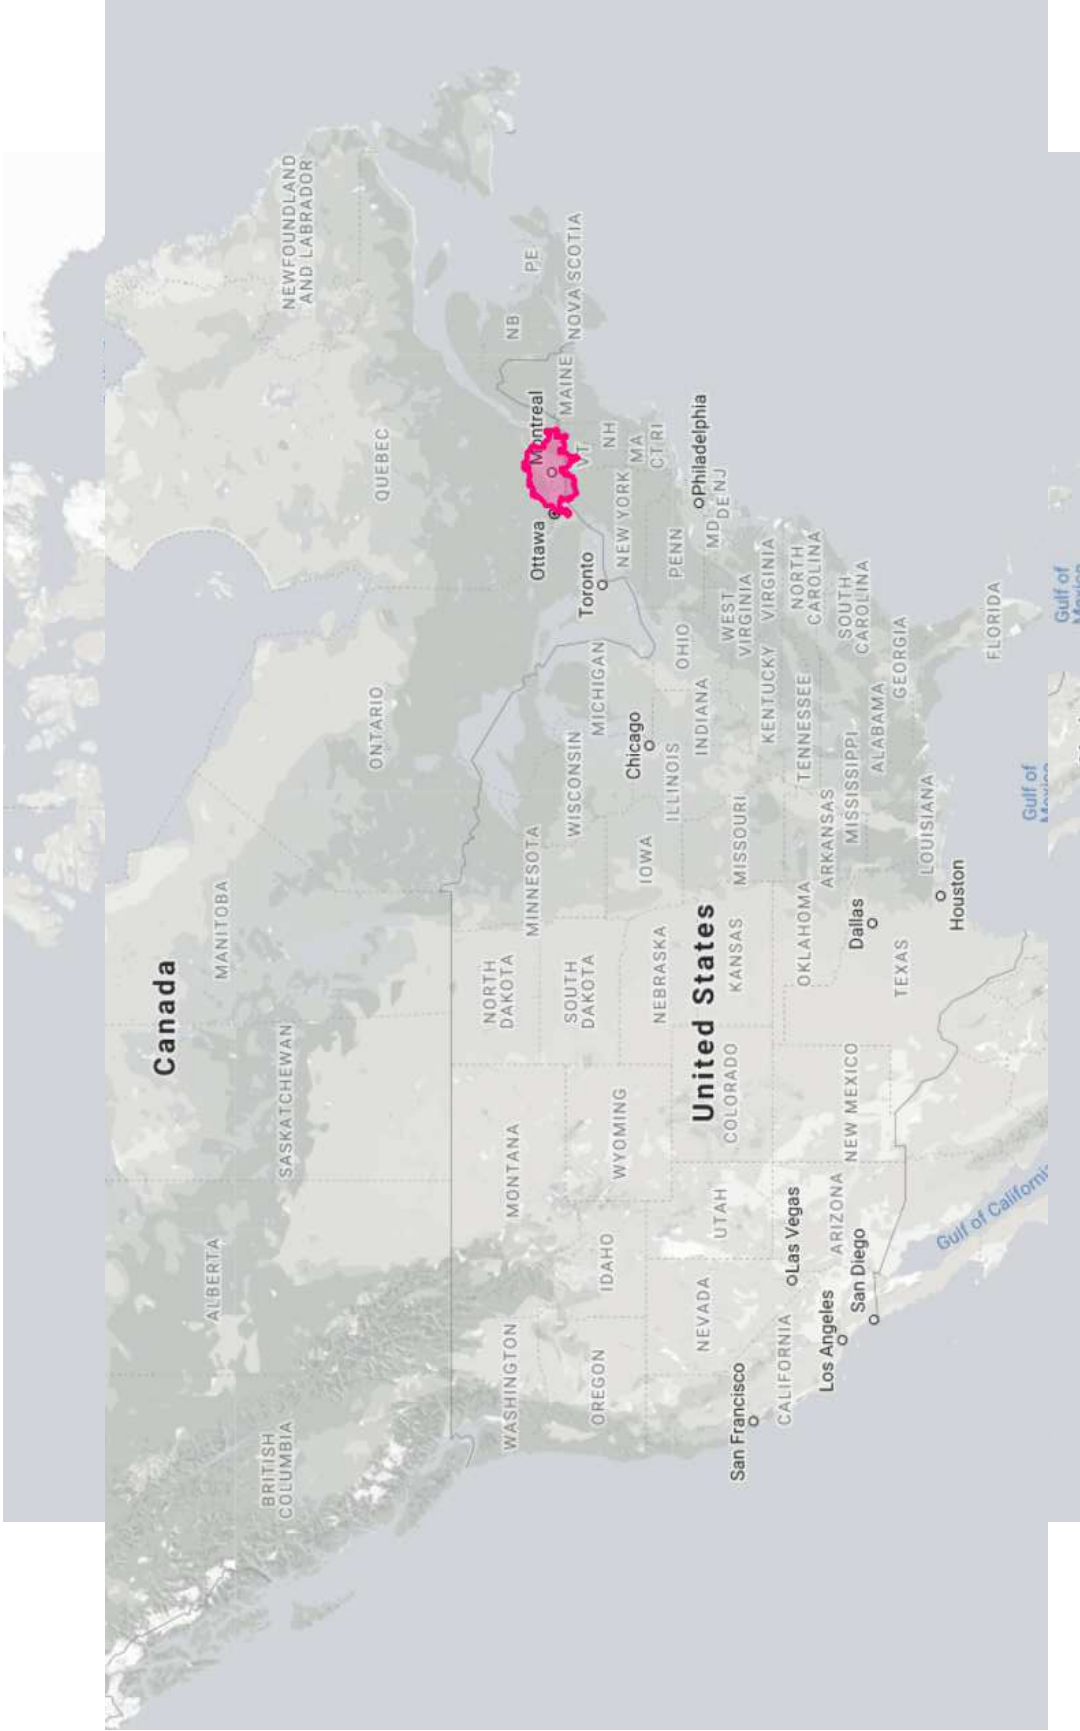 Canada
NEWFOUNDLAND
AND LABRADOR
QUEBEC
ONTARIO
MANITOBA
SASKATCHEWAN
ALBERTA
BRITISH
COLUMBIA
NB
PE
NOVA SCOTIA
MAINE
Montreal
Ottawa
Toronto
VT
NH
MA
CT RI
NEW YORK
Philadelphia
PENN
NJ
MD DE
WEST
VIRGINIA
VIRGINIA
NORTH
CAROLINA
SOUTH
CAROLINA
GEORGIA
FLORIDA
OHIO
MICHIGAN
INDIANA
KENTUCKY
TENNESSEE
ALABAMA
MISSISSIPPI
Chicago
ILLINOIS
WISCONSIN
MINNESOTA
IOWA
MISSOURI
ARKANSAS
LOUISIANA
Houston
Dallas
OKLAHOMA
TEXAS
United States
KANSAS
NEBRASKA
SOUTH
DAKOTA
NORTH
DAKOTA
MONTANA
WYOMING
COLORADO
NEW MEXICO
UTAH
ARIZONA
Las Vegas
San Diego
Los Angeles
IDAHO
NEVADA
WASHINGTON
OREGON
CALIFORNIA
San Francisco
Gulf of California
Gulf of
Mexico
Gulf of
Mexico